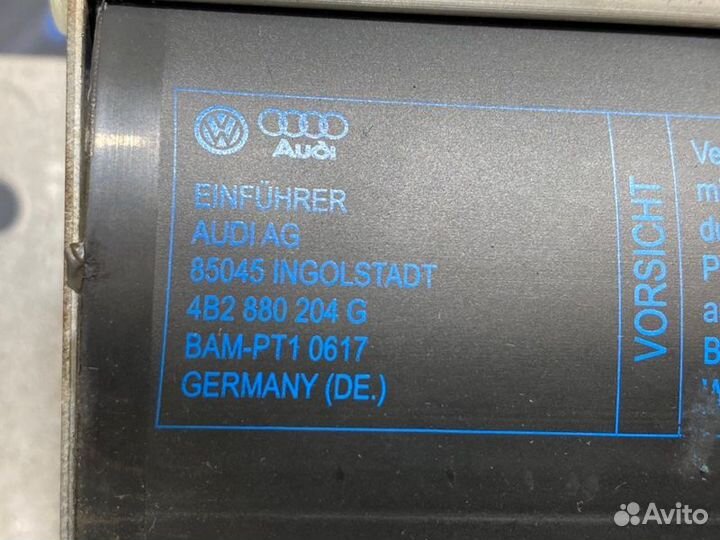 Audi
EINFÜHRER
AUDI AG
85045 INGOLSTADT
4B2 880 204 G
BAM-PT1 0617
GERMANY (DE.)
VORSICHT
Avito